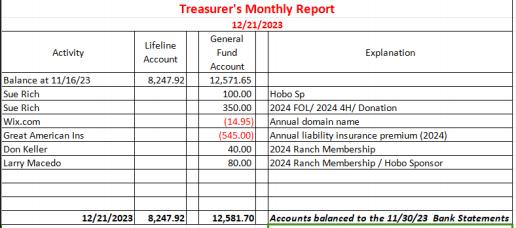 Treasurer's Monthly Report
12/21/2023
Activity Lifeline Account General Fund Account Explanation
Balance at 11/16/23 8,247.92 12,571.65
Sue Rich 100.00 Hobo Sp
Sue Rich 350.00 2024 FOL/ 2024 4H/ Donation
Wix.com (14.95) Annual domain name
Great American Ins (545.00) Annual liability insurance premium (2024)
Don Keller 40.00 2024 Ranch Membership
Larry Macedo 80.00 2024 Ranch Membership / Hobo Sponsor
12/21/2023 8,247.92 12,581.70 Accounts balanced to the 11/30/23 Bank Statements